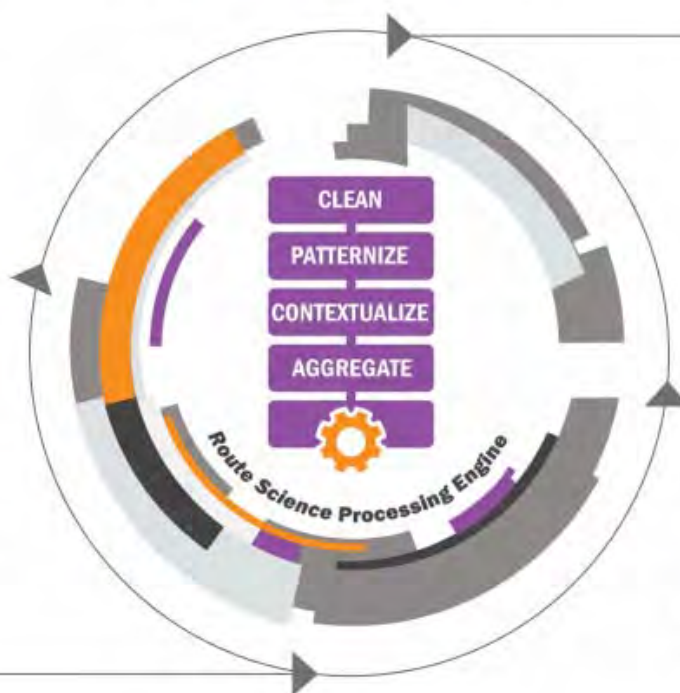 CLEAN
PATTERNIZE
CONTEXTUALIZE
AGGREGATE
Route Science Processing Engine